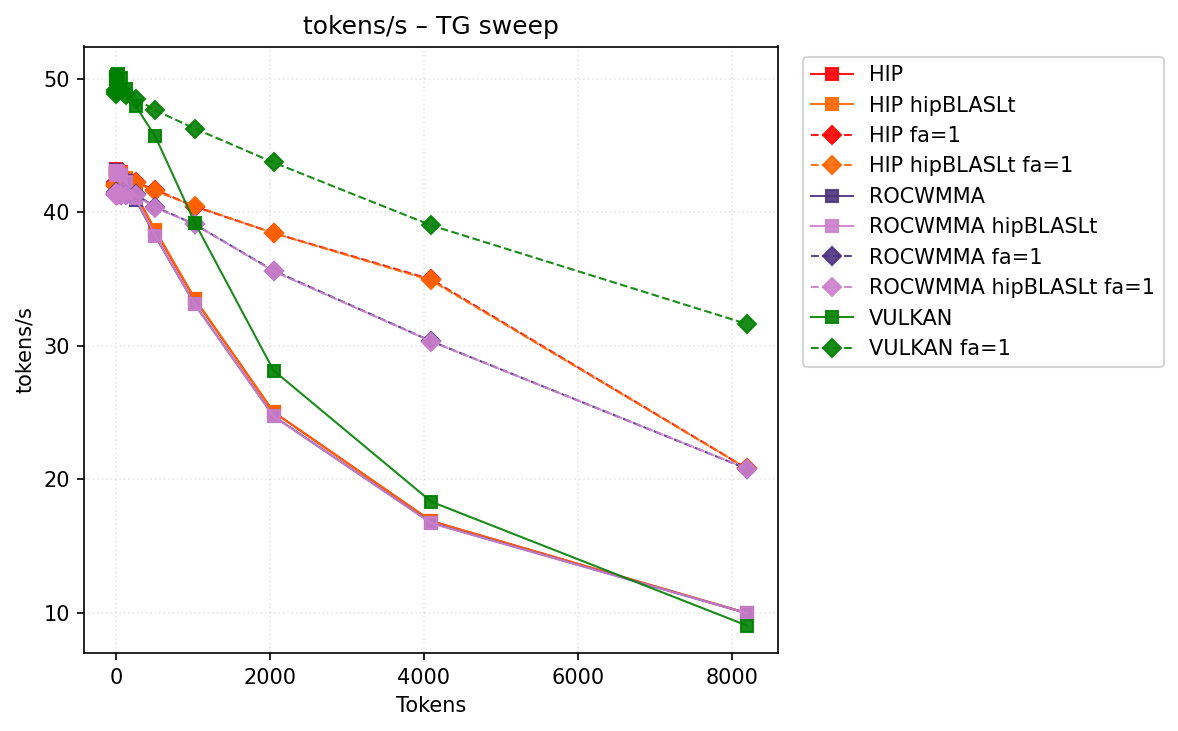 tokens/s – TG sweep
50
40
30
20
10
tokens/s
0
2000
4000
6000
8000
Tokens
HIP
HIP hipBLASLt
HIP fa=1
HIP hipBLASLt fa=1
ROCWMMA
ROCWMMA hipBLASLt
ROCWMMA fa=1
ROCWMMA hipBLASLt fa=1
VULKAN
VULKAN fa=1